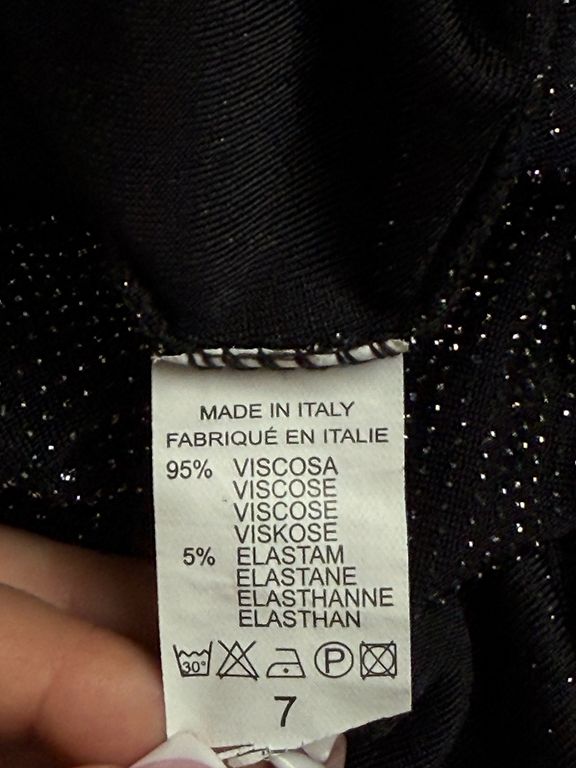 MADE IN ITALY
FABRIQUÉ EN ITALIE
95% VISCOSA
VISCOSE
VISCOSE
VISKOSE
5% ELASTAM
ELASTANE
ELASTHANNE
ELASTHAN
30° P
7